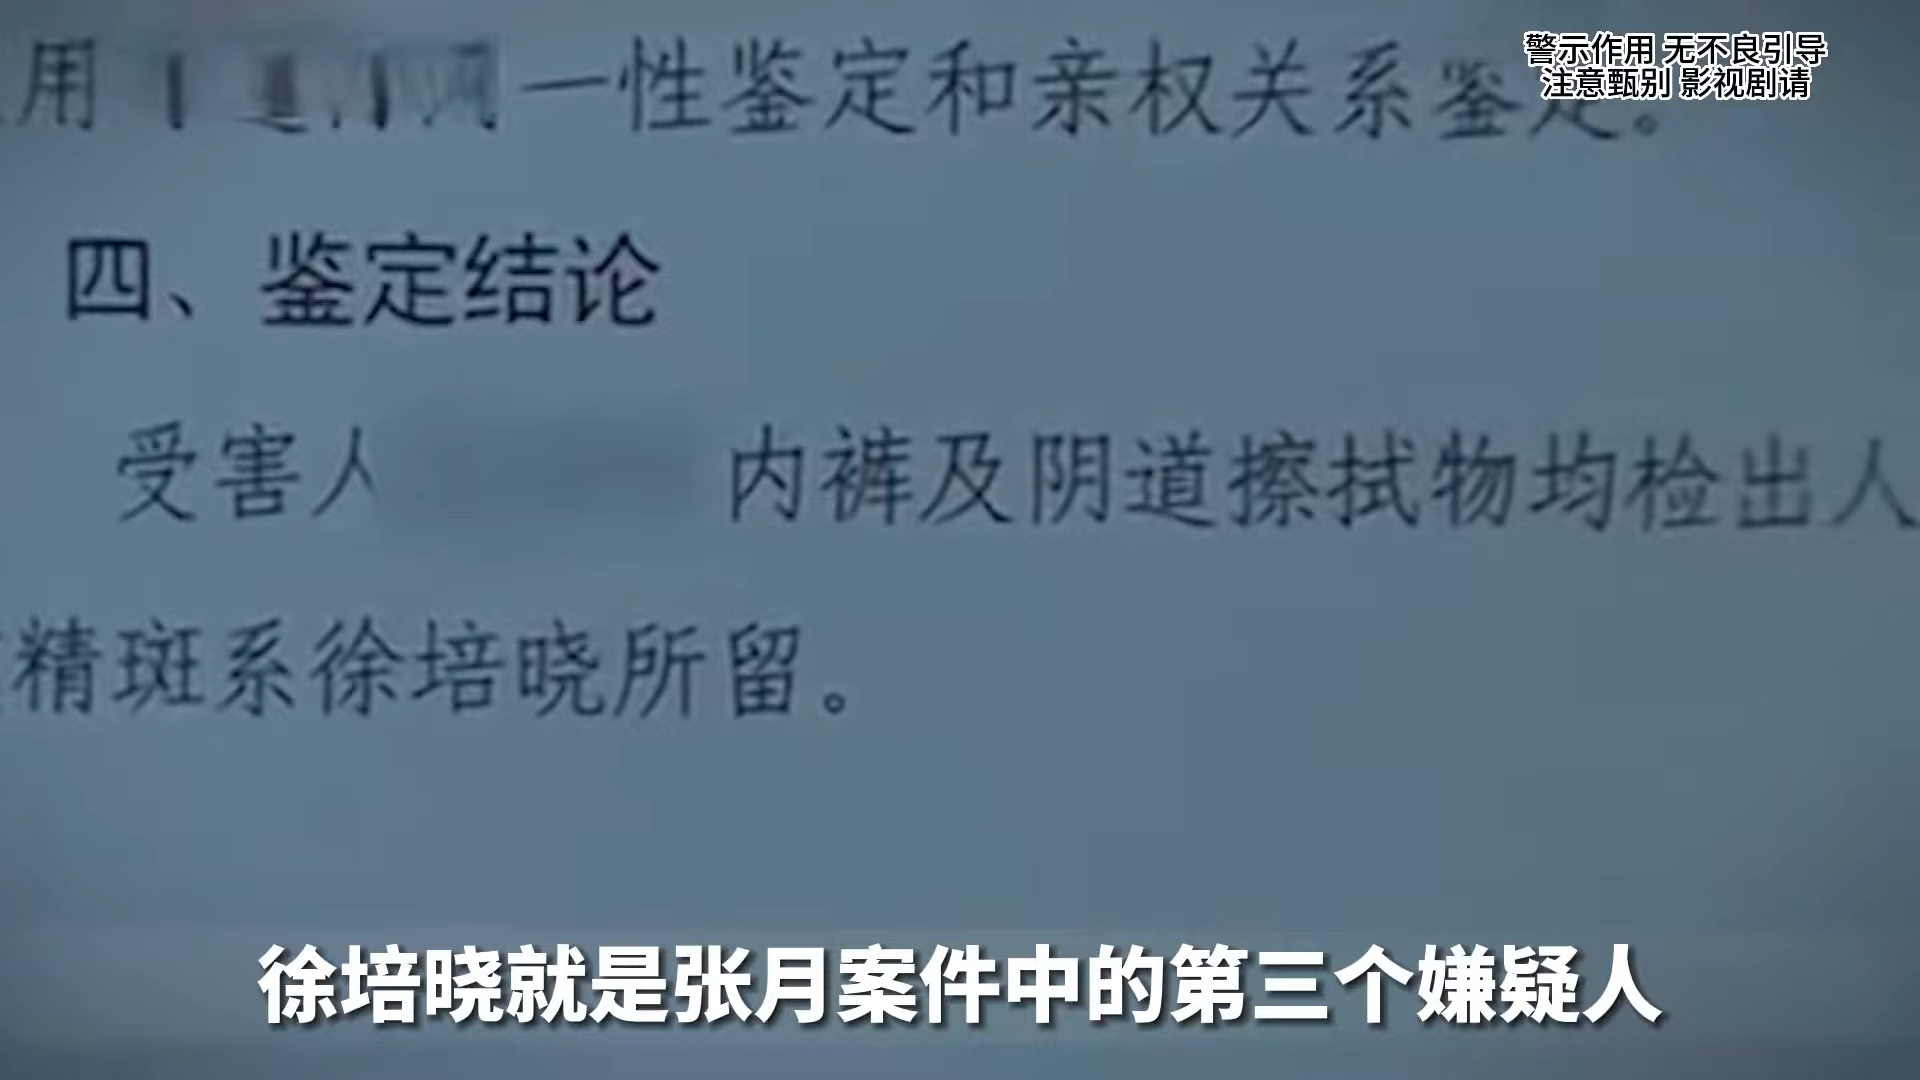 警示作用 无不良引导
注意甄别 影视剧请
用 一性鉴定和亲权关系鉴定。
四、鉴定结论
受害人 内裤及阴道擦拭物均检出人
精斑系徐培晓所留。
徐培晓就是张月案件中的第三个嫌疑人